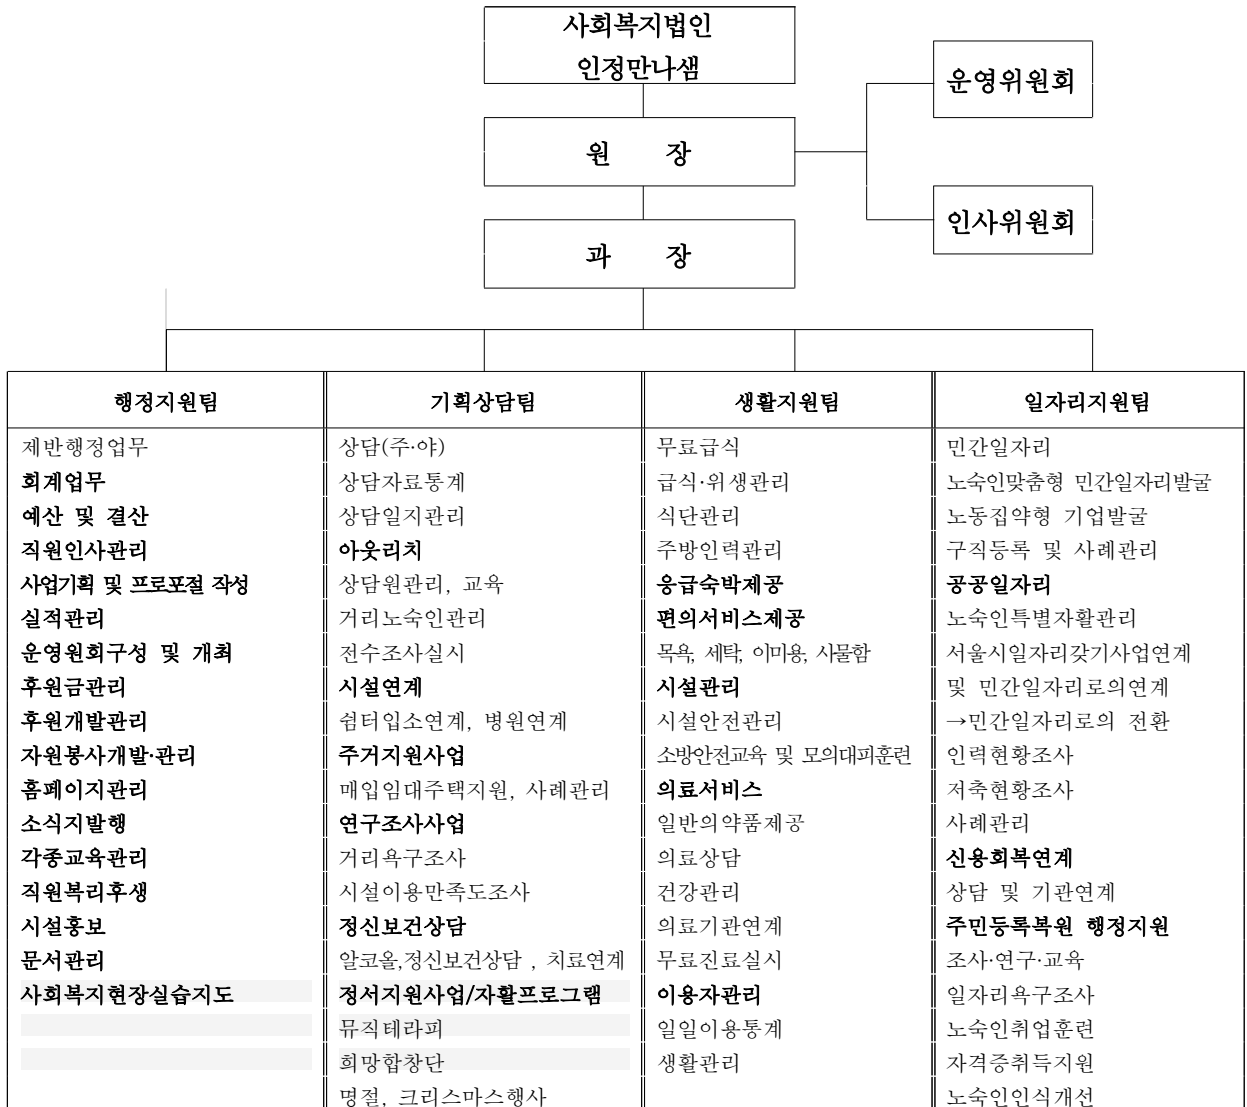 사회복지법인
인정만나샘
운영위원회
원 장
인사위원회
과 장
행정지원팀
제반행정업무
회계업무
예산 및 결산
직원인사관리
사업기획 및 프로포절 작성
실적관리
운영원회구성 및 개최
후원금관리
후원개발관리
자원봉사개발·관리
홈페이지관리
소식지발행
각종교육관리
직원복리후생
시설홍보
문서관리
사회복지현장실습지도
기획상담팀
상담(주·야)
상담자료통계
상담일지관리
아웃리치
상담원관리, 교육
거리노숙인관리
전수조사실시
시설연계
쉼터입소연계, 병원연계
주거지원사업
매입임대주택지원, 사례관리
연구조사사업
거리욕구조사
시설이용만족도조사
정신보건상담
알코올,정신보건상담 , 치료연계
정서지원사업/자활프로그램
뮤직테라피
희망합창단
명절, 크리스마스행사
생활지원팀
무료급식
급식·위생관리
식단관리
주방인력관리
응급숙박제공
편의서비스제공
목욕, 세탁, 이미용, 사물함
시설관리
시설안전관리
소방안전교육 및 모의대피훈련
의료서비스
일반의약품제공
의료상담
건강관리
의료기관연계
무료진료실시
이용자관리
일일이용통계
생활관리
일자리지원팀
민간일자리
노숙인맞춤형 민간일자리발굴
노동집약형 기업발굴
구직등록 및 사례관리
공공일자리
노숙인특별자활관리
서울시일자리갖기사업연계
및 민간일자리로의연계
→민간일자리로의 전환
인력현황조사
저축현황조사
사례관리
신용회복연계
상담 및 기관연계
주민등록복원 행정지원
조사·연구·교육
일자리욕구조사
노숙인취업훈련
자격증취득지원
노숙인인식개선